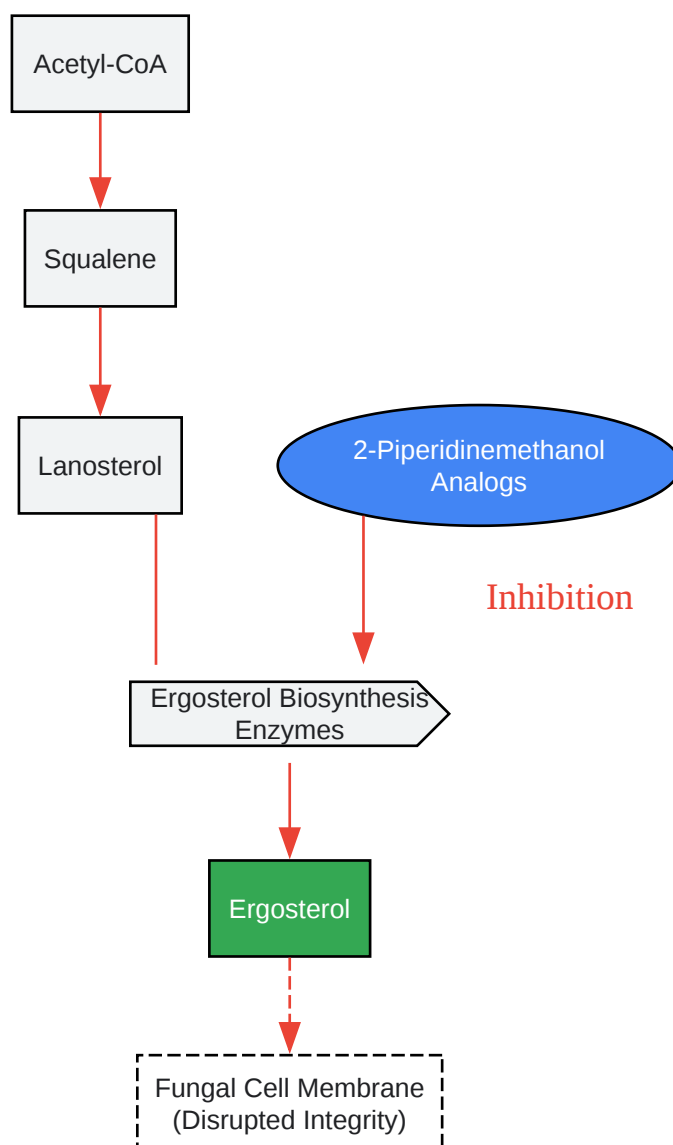 Acetyl-CoA
Squalene
Lanosterol
2-Piperidinemethanol
Analogs
Inhibition
Ergosterol Biosynthesis
Enzymes
Ergosterol
Fungal Cell Membrane
(Disrupted Integrity)